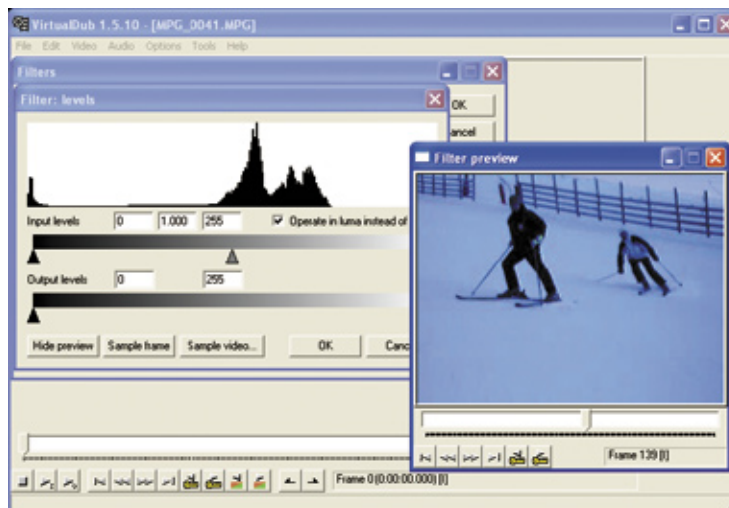 VirtualDub 1.5.10 - [MPG_0041.MPG]
File Edit Video Audio Options Tools Help
Filters
OK
ancel
Filter: levels
Input levels 0 1.000 255 Operate in luma instead of
Output levels 0 255
Hide preview Sample frame Sample video... OK Canc
Filter preview
Frame 139 [I]
Frame 0 (0:00:00.000) [I]